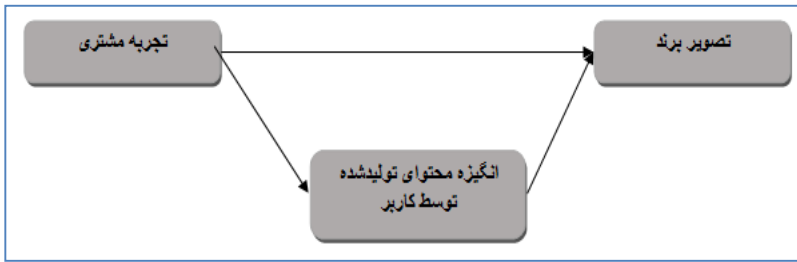 تجربه مشتری
تصویر برند
انگیزه محتوای تولیدشده
توسط کاربر